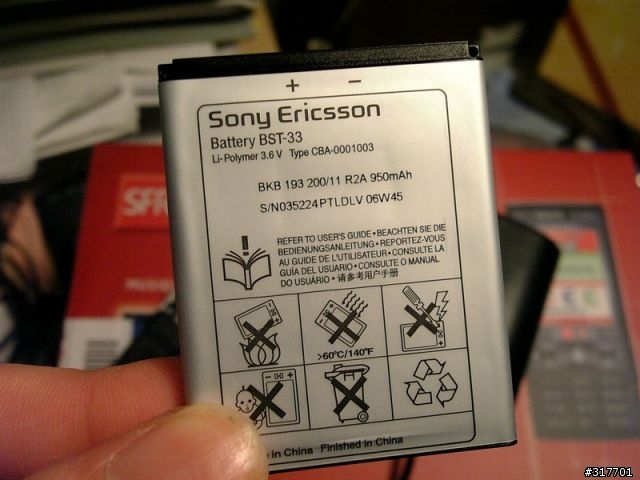 + −
Sony Ericsson
Battery BST-33
Li-Polymer 3.6 V Type CBA-0001003
BKB 193 200/11 R2A 950mAh
S/N035224PTLDLV 06W45
REFER TO USER'S GUIDE • BEACHTEN SIE DIE
BEDIENUNGSANLEITUNG • REPORTEZ-VOUS
AU GUIDE DE L'UTILISATEUR • CONSULTE LA
GUÍA DEL USUARIO • CONSULTE O MANUAL
DO USUÁRIO • 请参考用户手册
>60°C/140°F
in China Finished in China
SFR
#317701